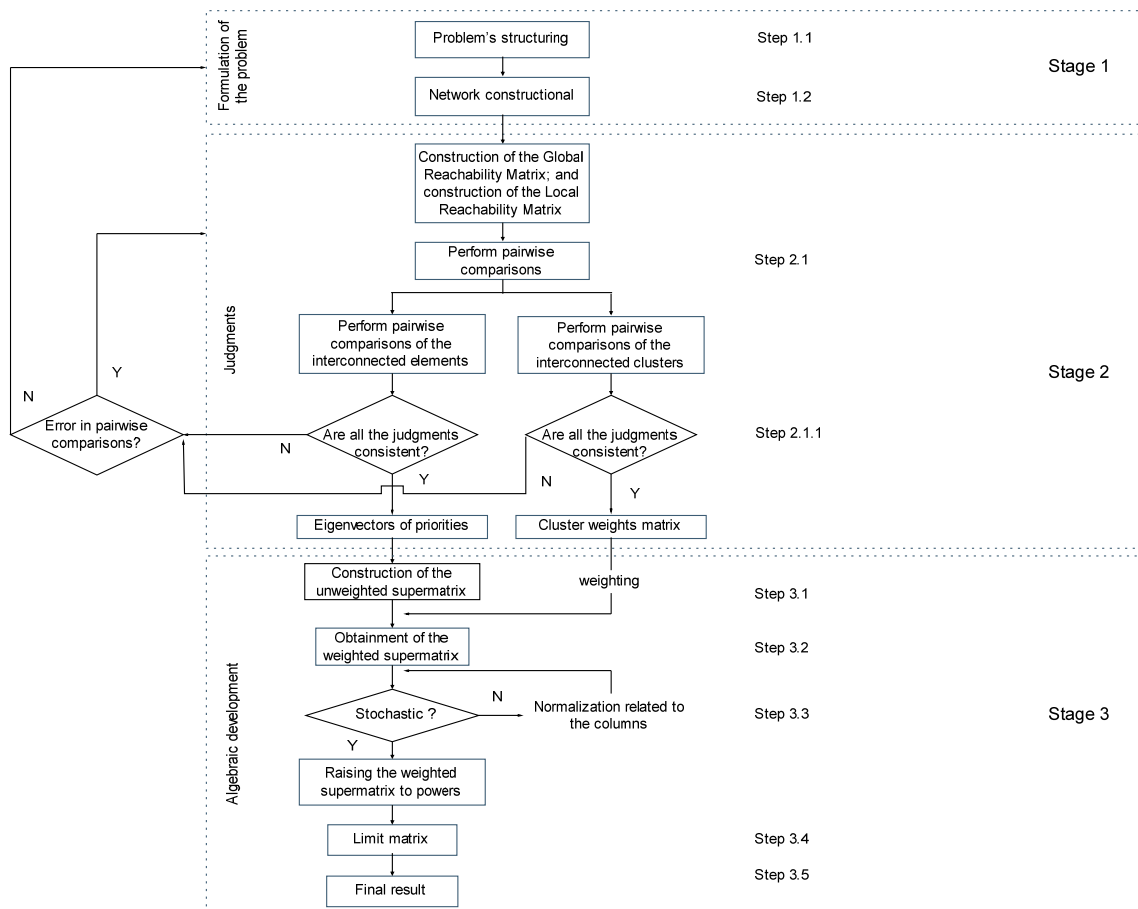 Formulation of
the problem
Problem's structuring
Step 1.1
Stage 1
Network constructional
Step 1.2
Construction of the Global
Reachability Matrix; and
construction of the Local
Reachability Matrix
Perform pairwise
comparisons
Step 2.1
Judgments
Perform pairwise
comparisons of the
interconnected elements
Perform pairwise
comparisons of the
interconnected clusters
Stage 2
Y
N
Error in pairwise
comparisons?
N
Are all the judgments
consistent?
Y
Are all the judgments
consistent?
N
Y
Step 2.1.1
Eigenvectors of priorities
Cluster weights matrix
Algebraic development
Construction of the
unweighted supermatrix
weighting
Step 3.1
Obtainment of the
weighted supermatrix
Step 3.2
Stochastic ?
N
Normalization related to
the columns
Step 3.3
Stage 3
Y
Raising the weighted
supermatrix to powers
Limit matrix
Step 3.4
Final result
Step 3.5